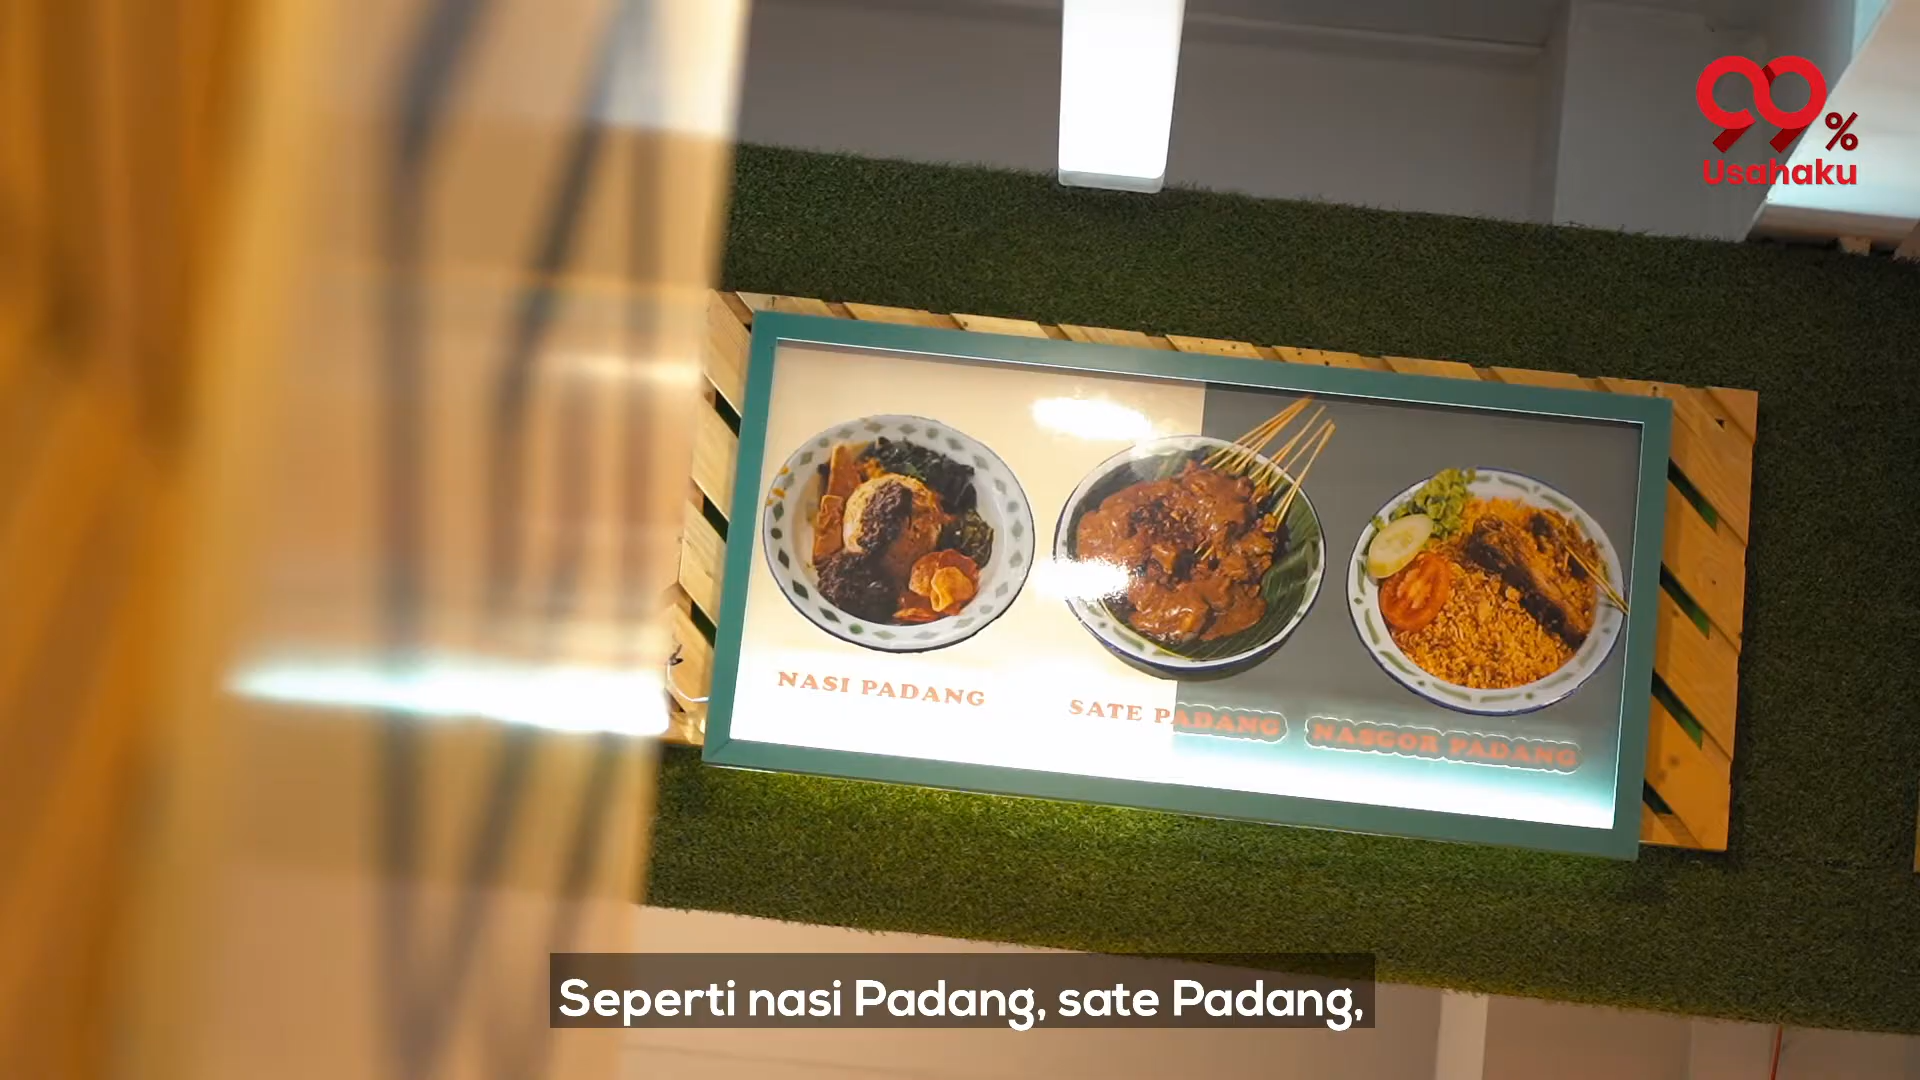 99%
Usahaku
NASI PADANG
SATE PADANG
NASGOR PADANG
Seperti nasi Padang, sate Padang,